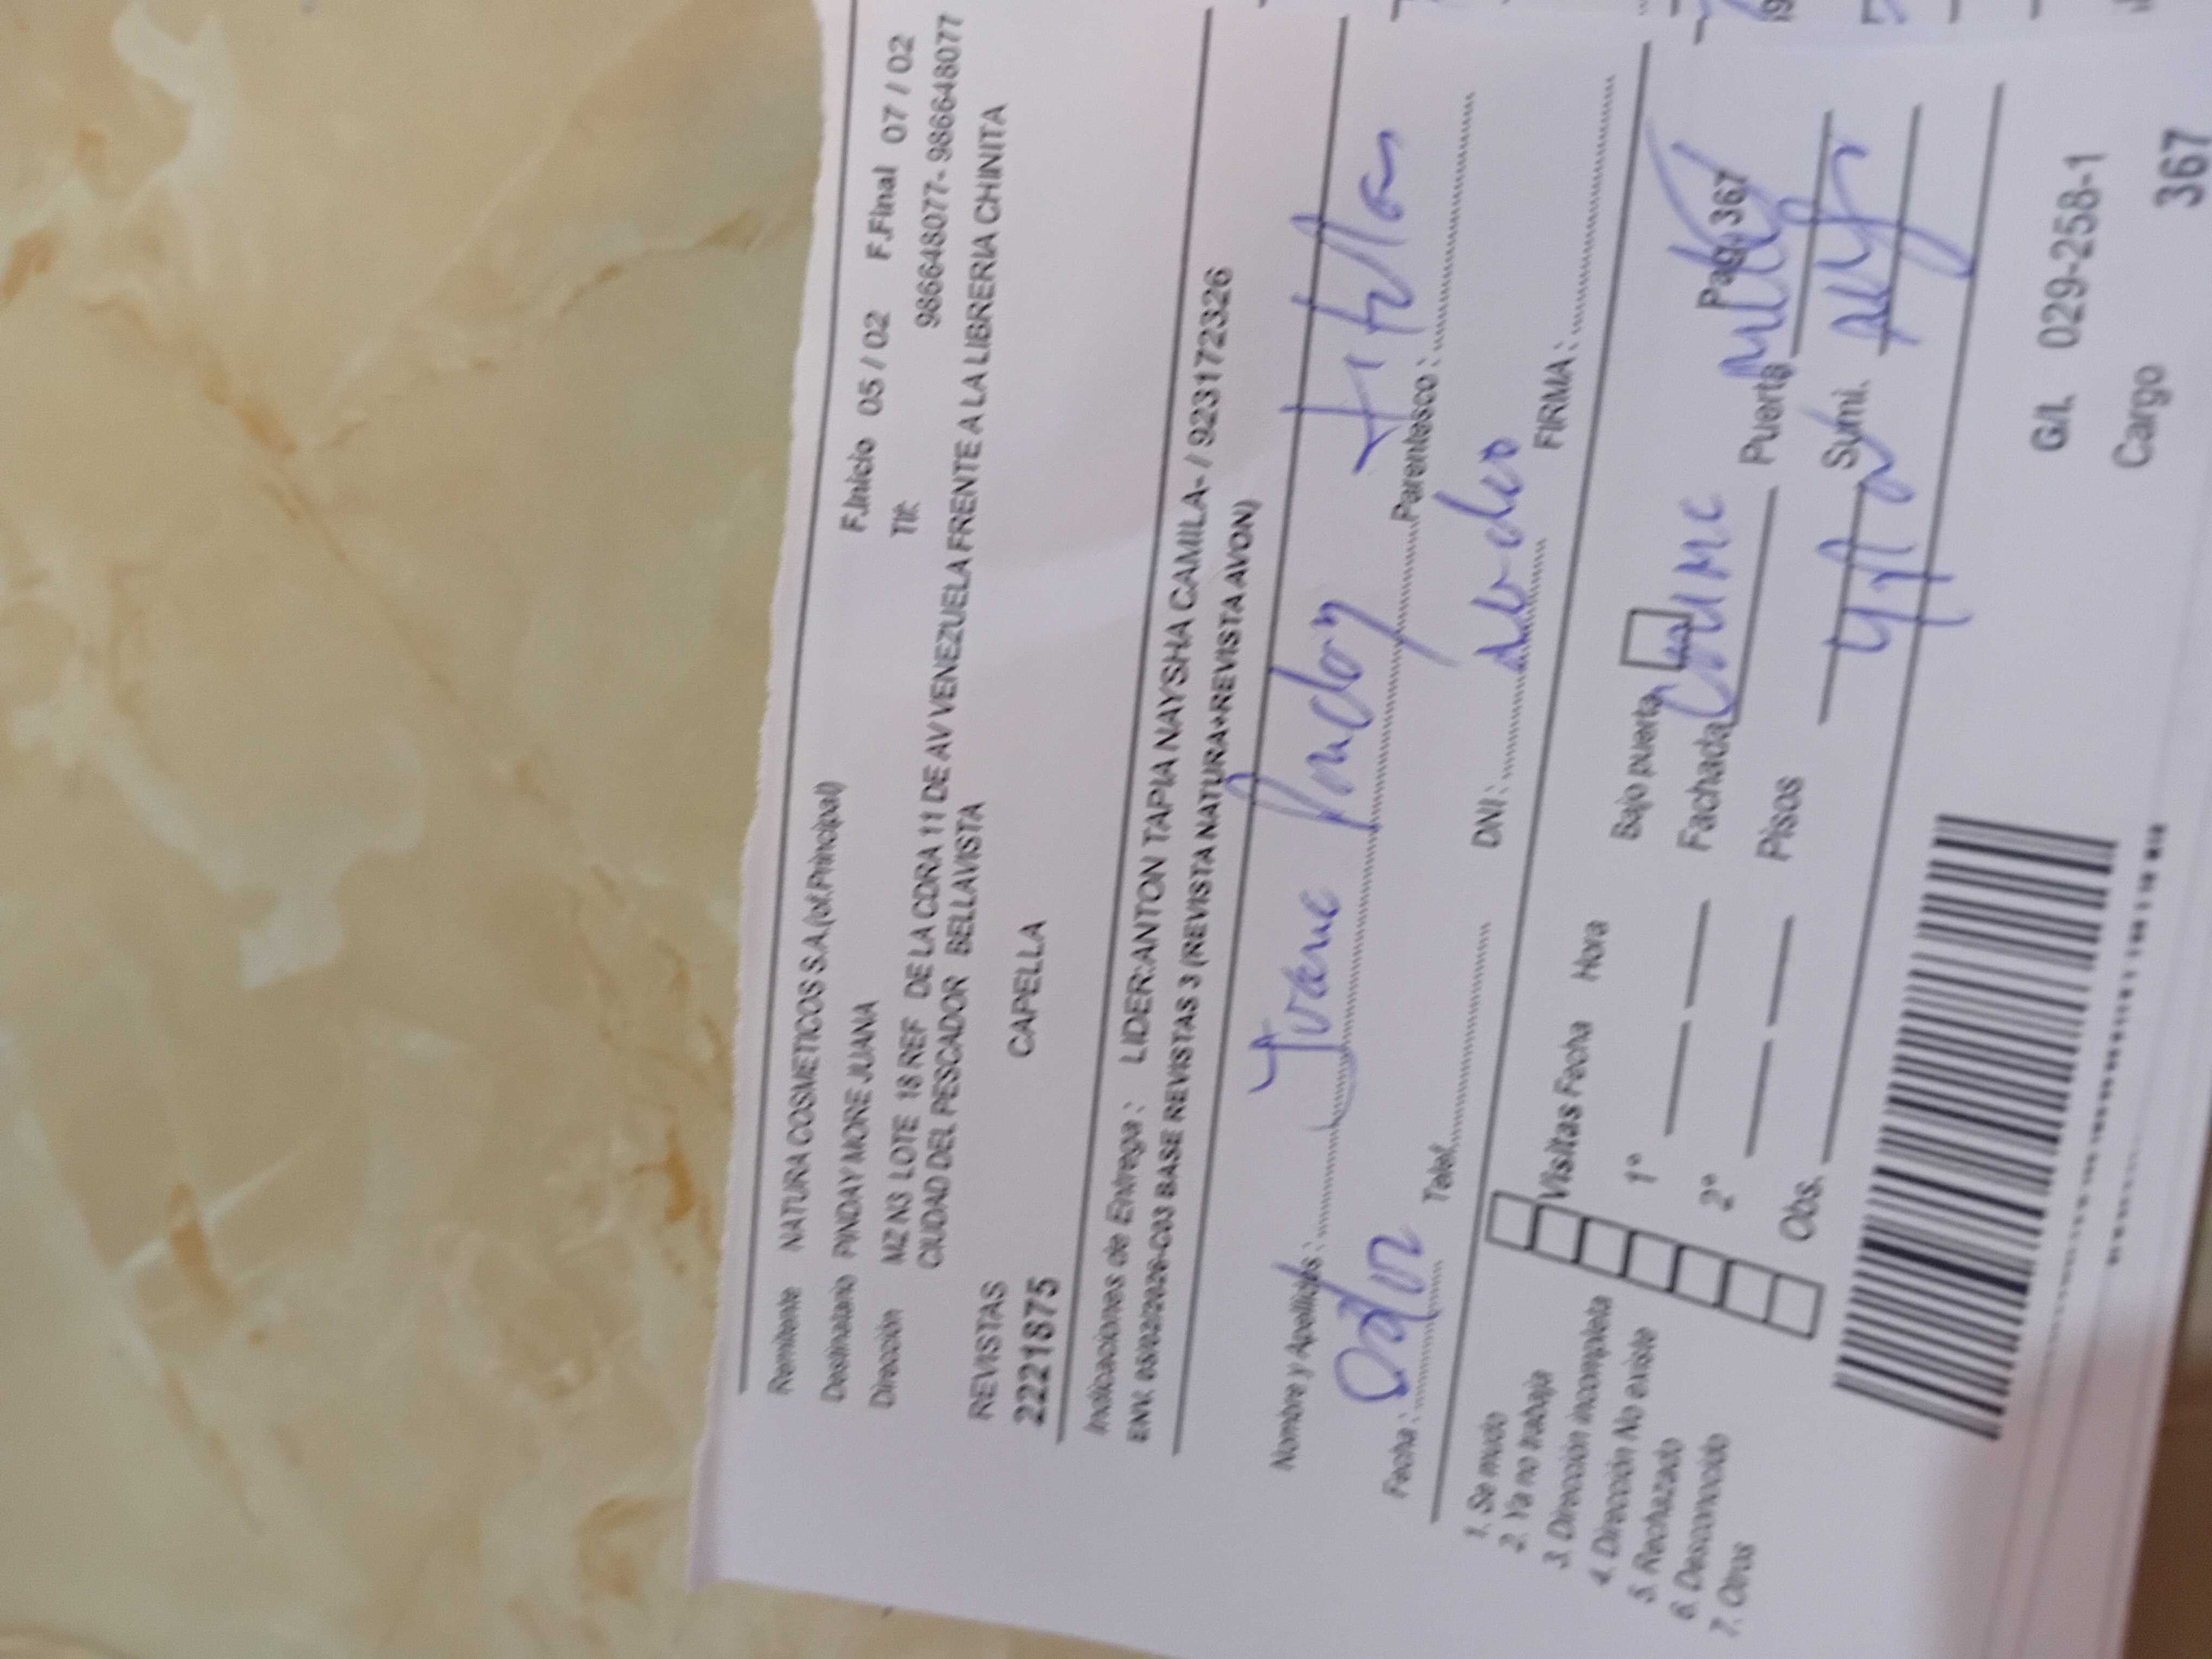 Remitente NATURA COSMETICOS S.A.(of.Principal) F.Inicio 05 / 02 F.Final 07 / 02
Destinatario PINDAY MORE JUANA Tlf: 986648077- 986648077
Dirección MZ N3 LOTE 18 REF DE LA CDRA 11 DE AV VENEZUELA FRENTE A LA LIBRERIA CHINITA
CIUDAD DEL PESCADOR BELLAVISTA
REVISTAS CAPELLA
2221875
Indicaciones de Entrega : LIDER:ANTON TAPIA NAYSHA CAMILA- / 923172326
ENV. 05/02/2026-C03 BASE REVISTAS 3 (REVISTA NATURA+REVISTA AVON)
Nombre y Apellidos : Juana Pinday
Fecha : Telef. Parentesco : Titular
DNI : FIRMA :
1. Se mudo
2. Ya no trabaja
3. Dirección incompleta
4. Dirección No existe
5. Rechazado
6. Desconocido
7. Otros
Visitas Fecha Hora
1°
2°
Obs.
Bajo puerta
Fachada Puerta
Pisos Sumi.
Pag.367
G/L 029-258-1
Cargo 367